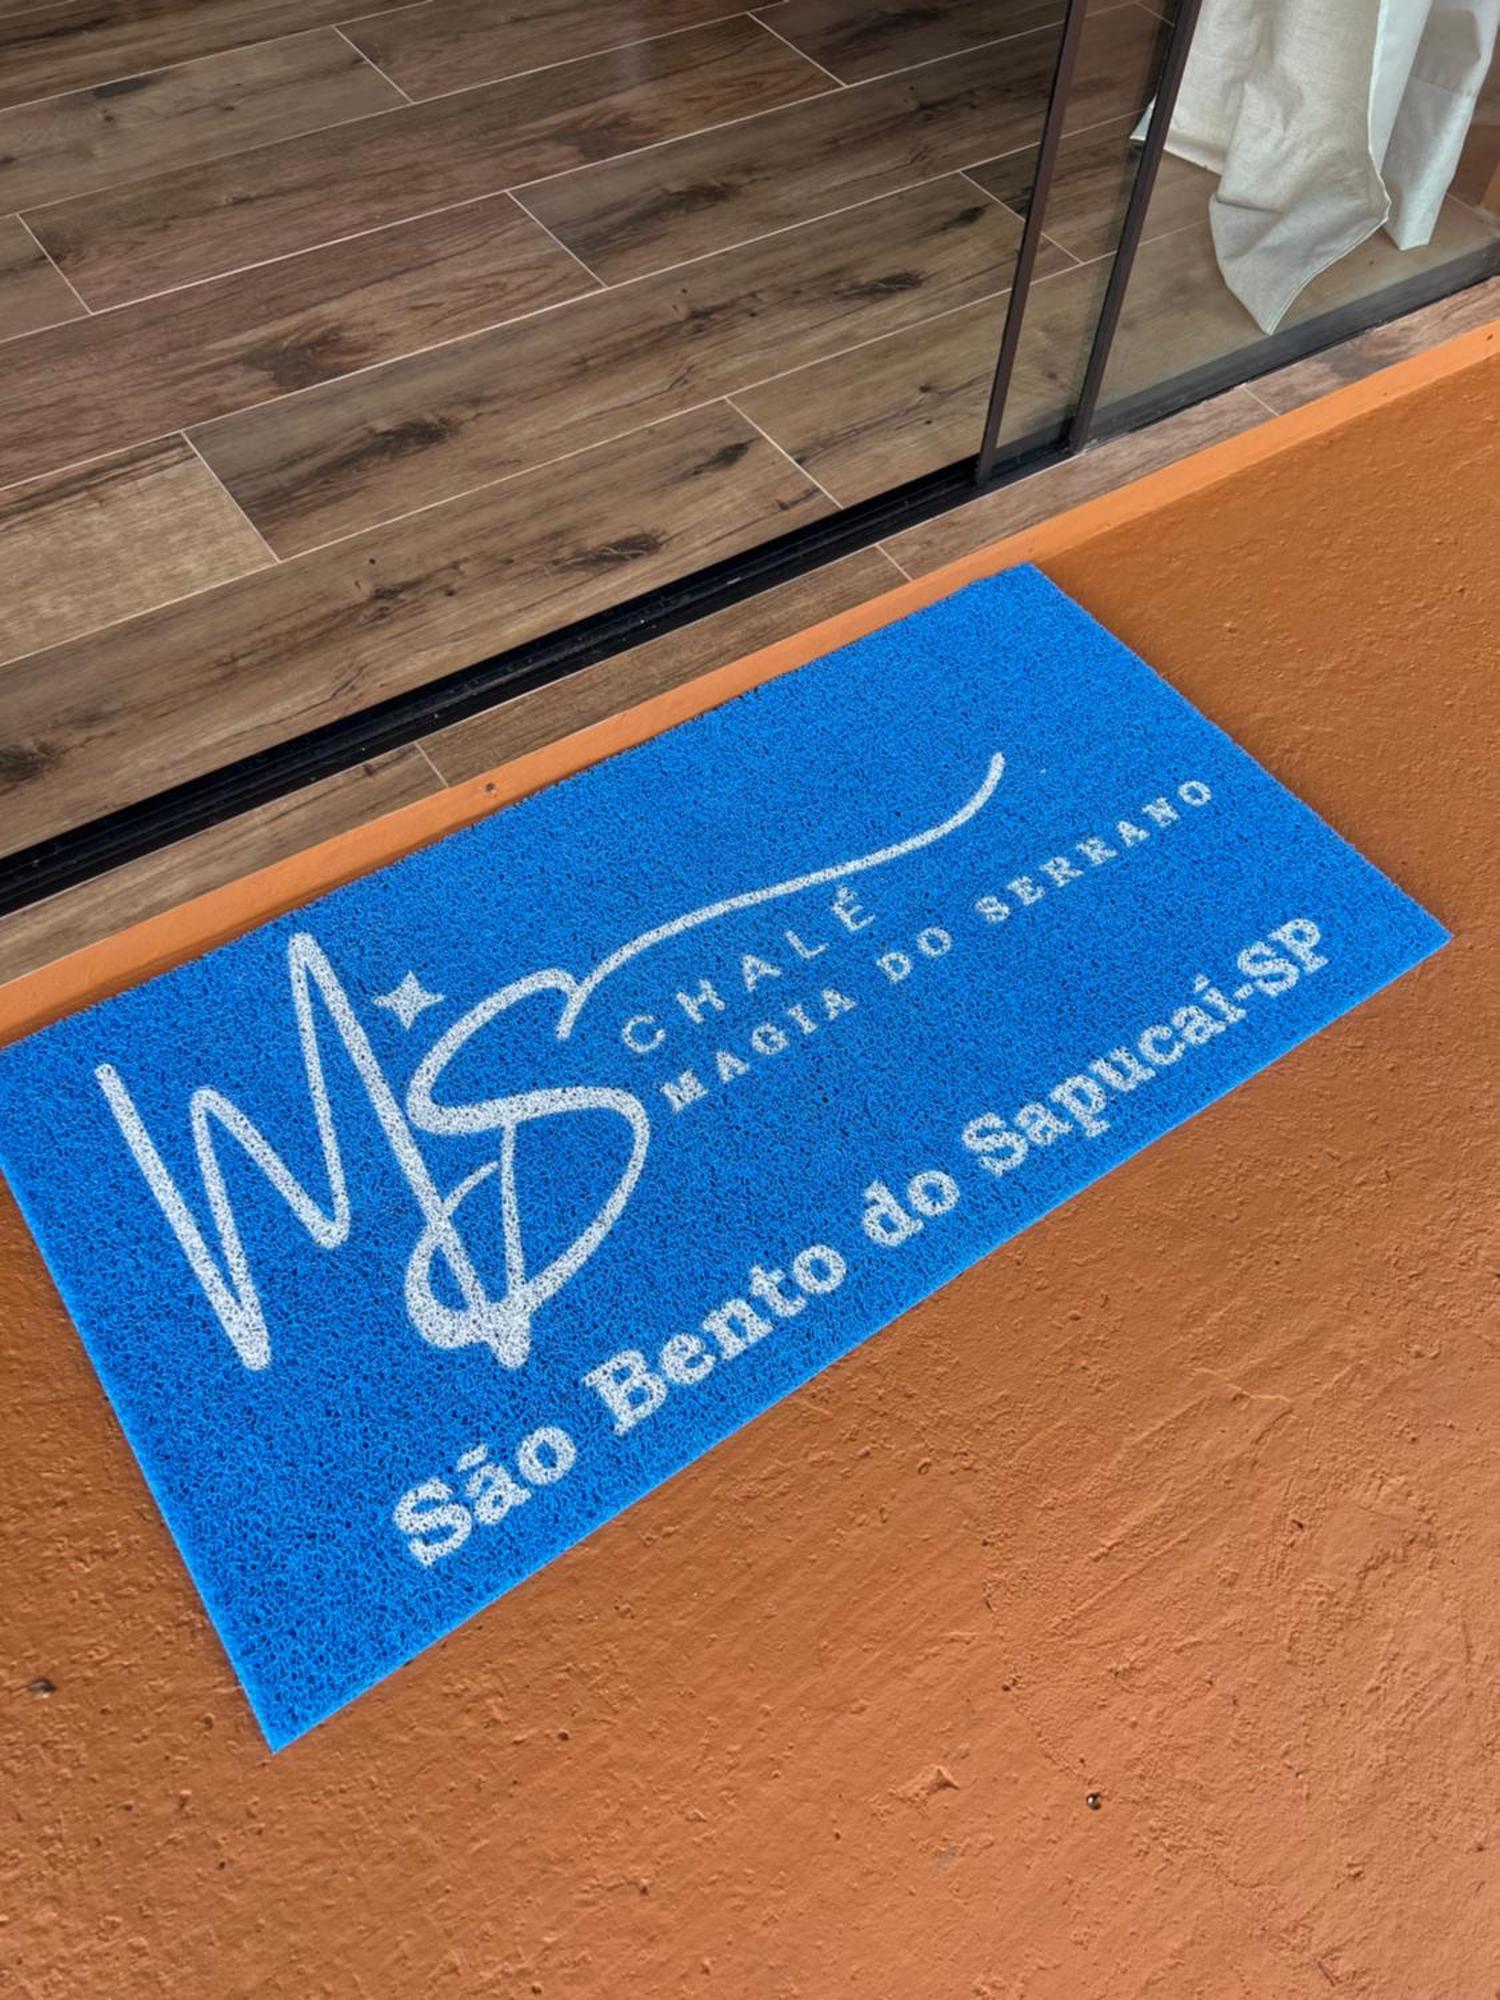 MS
CHALÉ
MAGIA DO SERRANO
São Bento do Sapucaí-SP